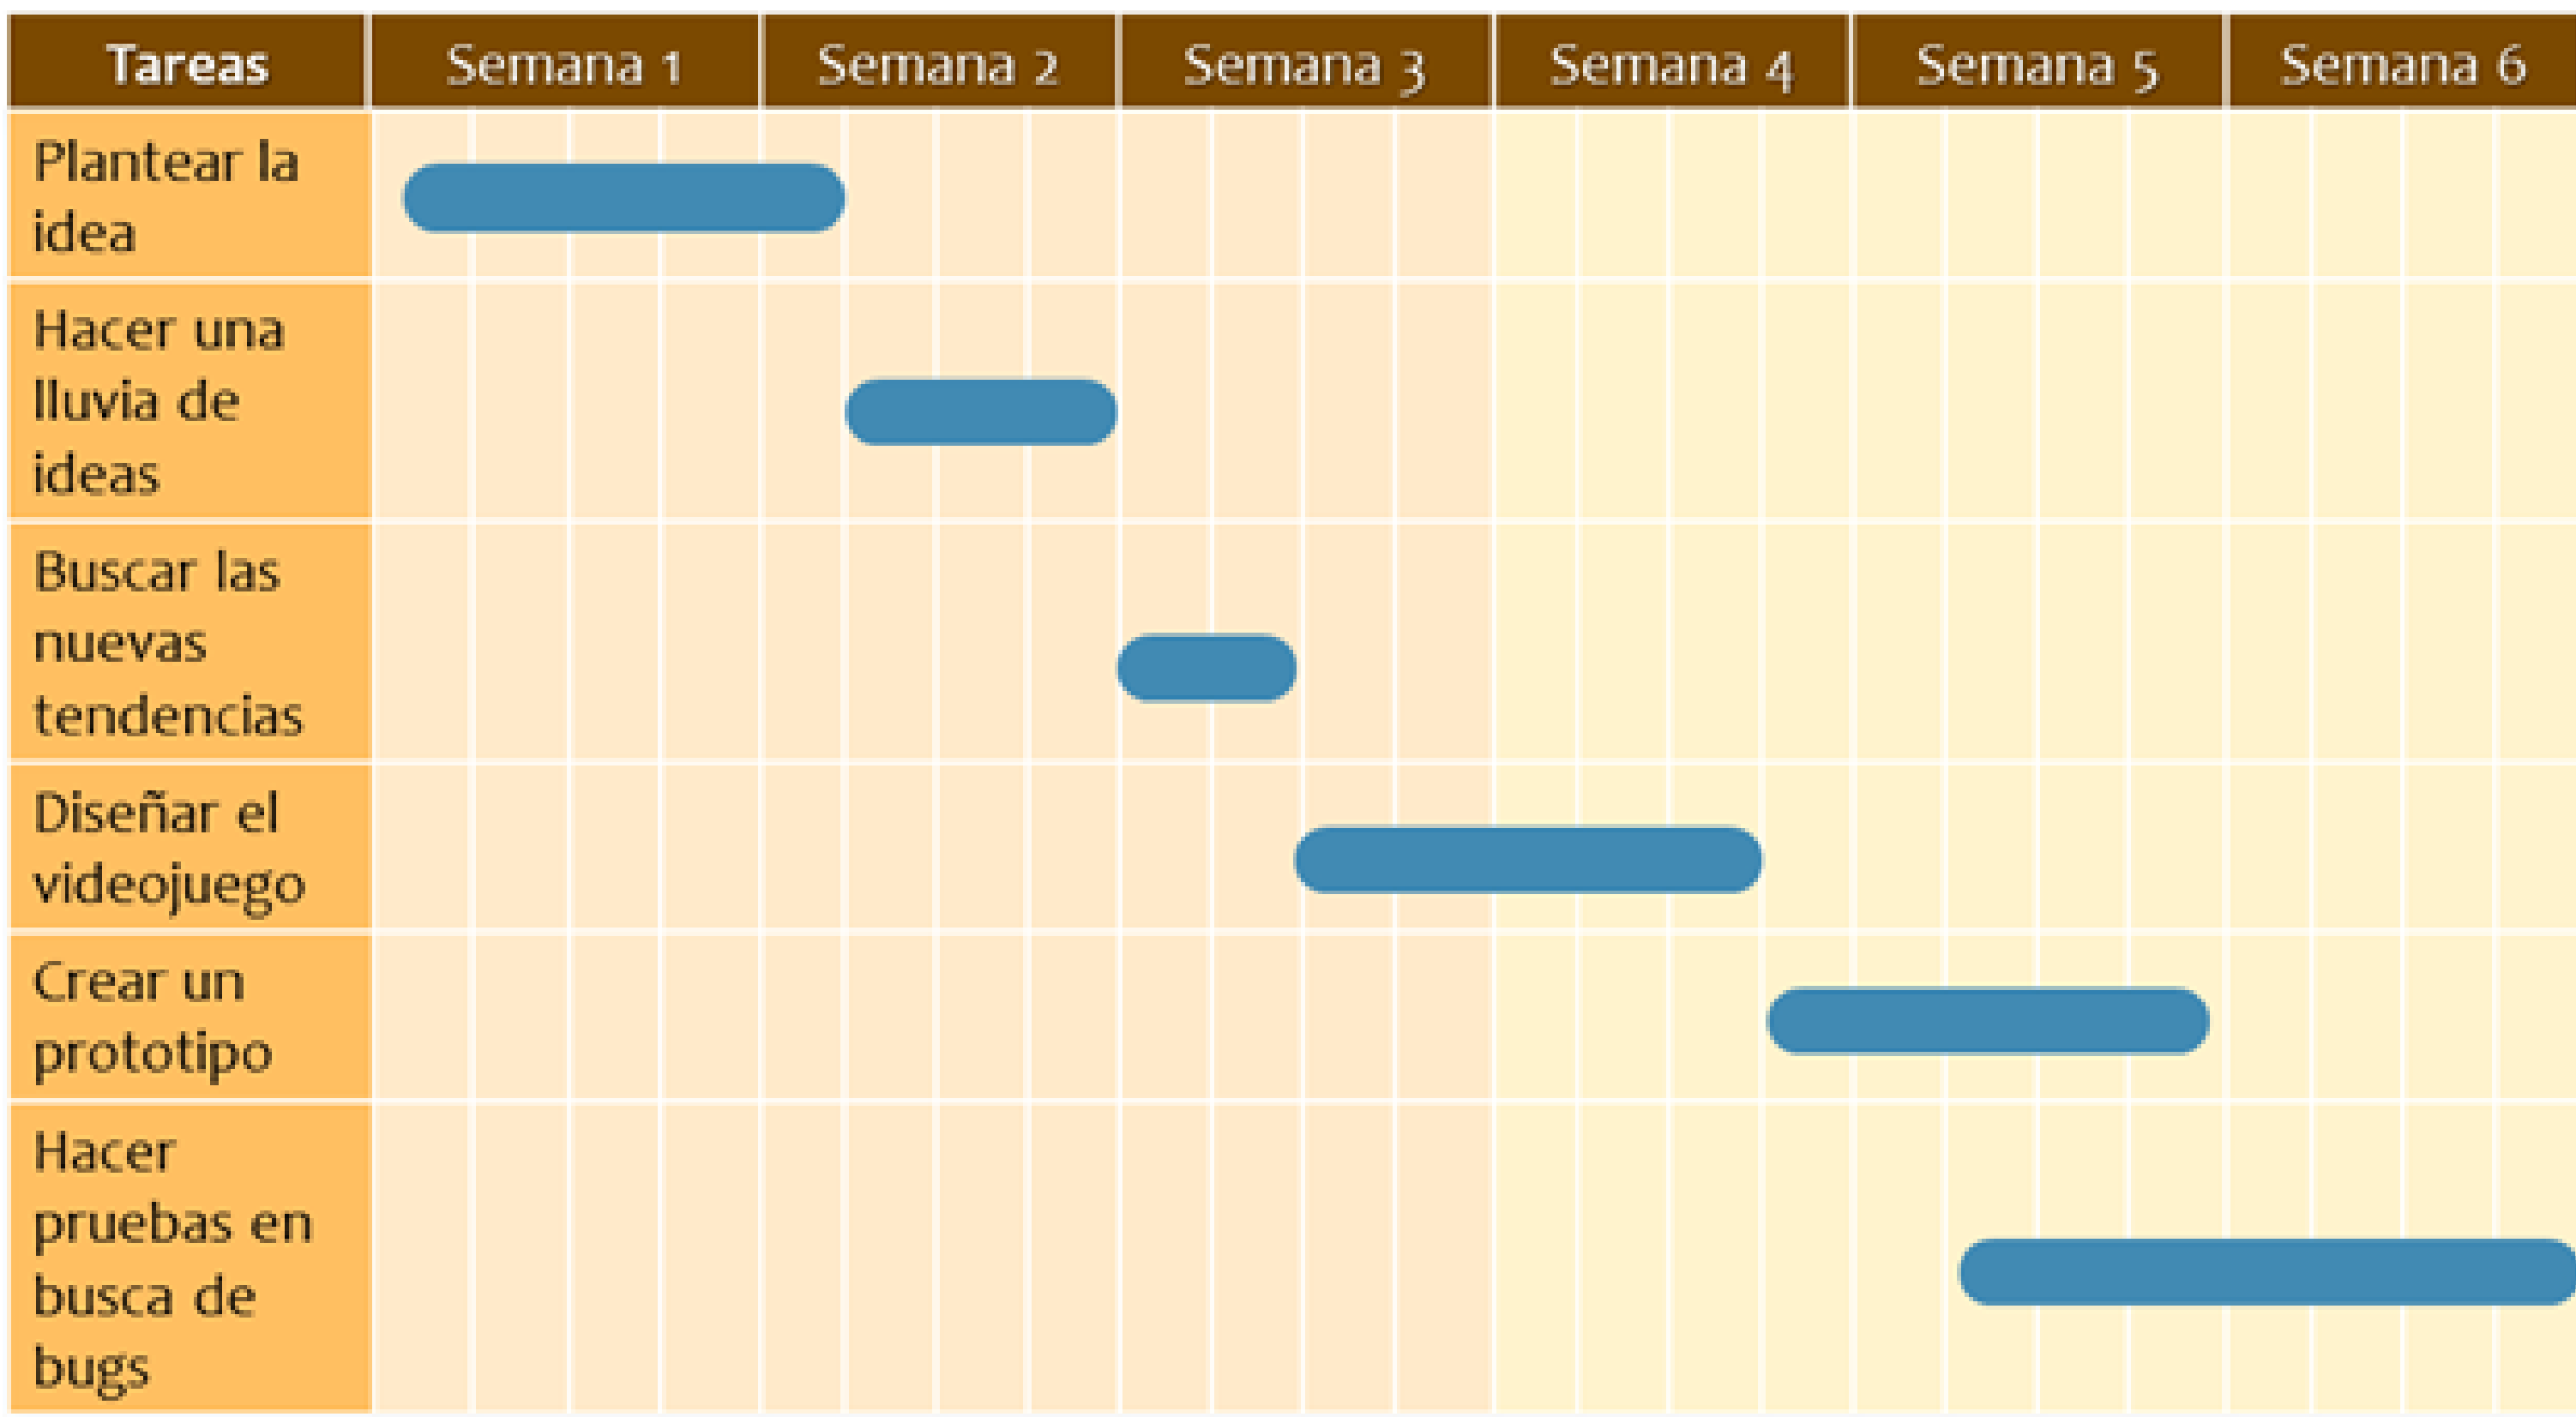 Tareas Semana 1 Semana 2 Semana 3 Semana 4 Semana 5 Semana 6
Plantear la
idea
Hacer una
lluvia de
ideas
Buscar las
nuevas
tendencias
Diseñar el
videojuego
Crear un
prototipo
Hacer
pruebas en
busca de
bugs